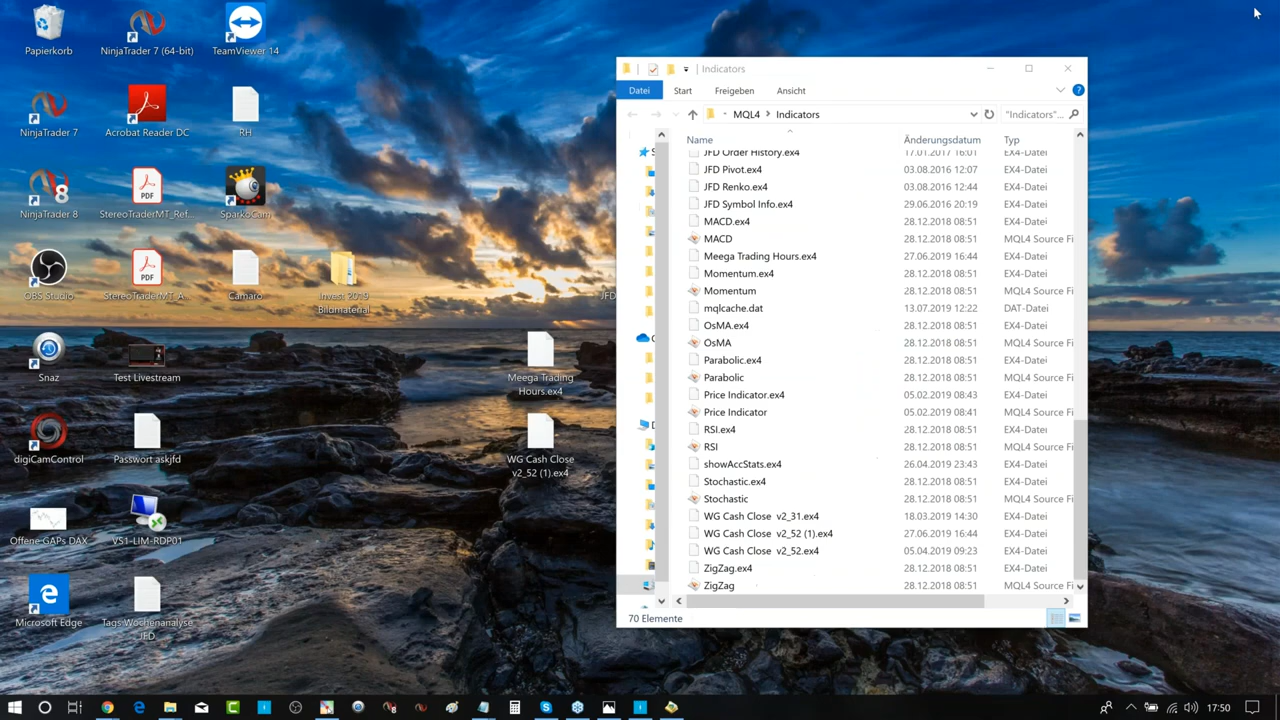 Papierkorb
NinjaTrader 7 (64-bit)
TeamViewer 14
NinjaTrader 7
Acrobat Reader DC
RH
NinjaTrader 8
StereoTraderMT_Ref...
SparkoCam
OBS Studio
StereoTraderMT_A...
Camaro
Invest 2019
Bildmaterial
JFD
Snaz
Test Livestream
Meega Trading
Hours.ex4
digiCamControl
Passwort askjfd
WG Cash Close
v2_52 (1).ex4
Offene GAPs DAX
VS1-LIM-RDP01
Microsoft Edge
Tags Wochenanalyse
JFD
Indicators
Datei Start Freigeben Ansicht
MQL4 > Indicators "Indicators"...
Name Änderungsdatum Typ
JFD Order History.ex4 17.01.2017 16:01 EX4-Datei
JFD Pivot.ex4 03.08.2016 12:07 EX4-Datei
JFD Renko.ex4 03.08.2016 12:44 EX4-Datei
JFD Symbol Info.ex4 29.06.2016 20:19 EX4-Datei
MACD.ex4 28.12.2018 08:51 EX4-Datei
MACD 28.12.2018 08:51 MQL4 Source Fi
Meega Trading Hours.ex4 27.06.2019 16:44 EX4-Datei
Momentum.ex4 28.12.2018 08:51 EX4-Datei
Momentum 28.12.2018 08:51 MQL4 Source Fi
mqlcache.dat 13.07.2019 12:22 DAT-Datei
OsMA.ex4 28.12.2018 08:51 EX4-Datei
OsMA 28.12.2018 08:51 MQL4 Source Fi
Parabolic.ex4 28.12.2018 08:51 EX4-Datei
Parabolic 28.12.2018 08:51 MQL4 Source Fi
Price Indicator.ex4 05.02.2019 08:43 EX4-Datei
Price Indicator 05.02.2019 08:41 MQL4 Source Fi
RSI.ex4 28.12.2018 08:51 EX4-Datei
RSI 28.12.2018 08:51 MQL4 Source Fi
showAccStats.ex4 26.04.2019 23:43 EX4-Datei
Stochastic.ex4 28.12.2018 08:51 EX4-Datei
Stochastic 28.12.2018 08:51 MQL4 Source Fi
WG Cash Close v2_31.ex4 18.03.2019 14:30 EX4-Datei
WG Cash Close v2_52 (1).ex4 27.06.2019 16:44 EX4-Datei
WG Cash Close v2_52.ex4 05.04.2019 09:23 EX4-Datei
ZigZag.ex4 28.12.2018 08:51 EX4-Datei
ZigZag 28.12.2018 08:51 MQL4 Source Fi
70 Elemente
17:50